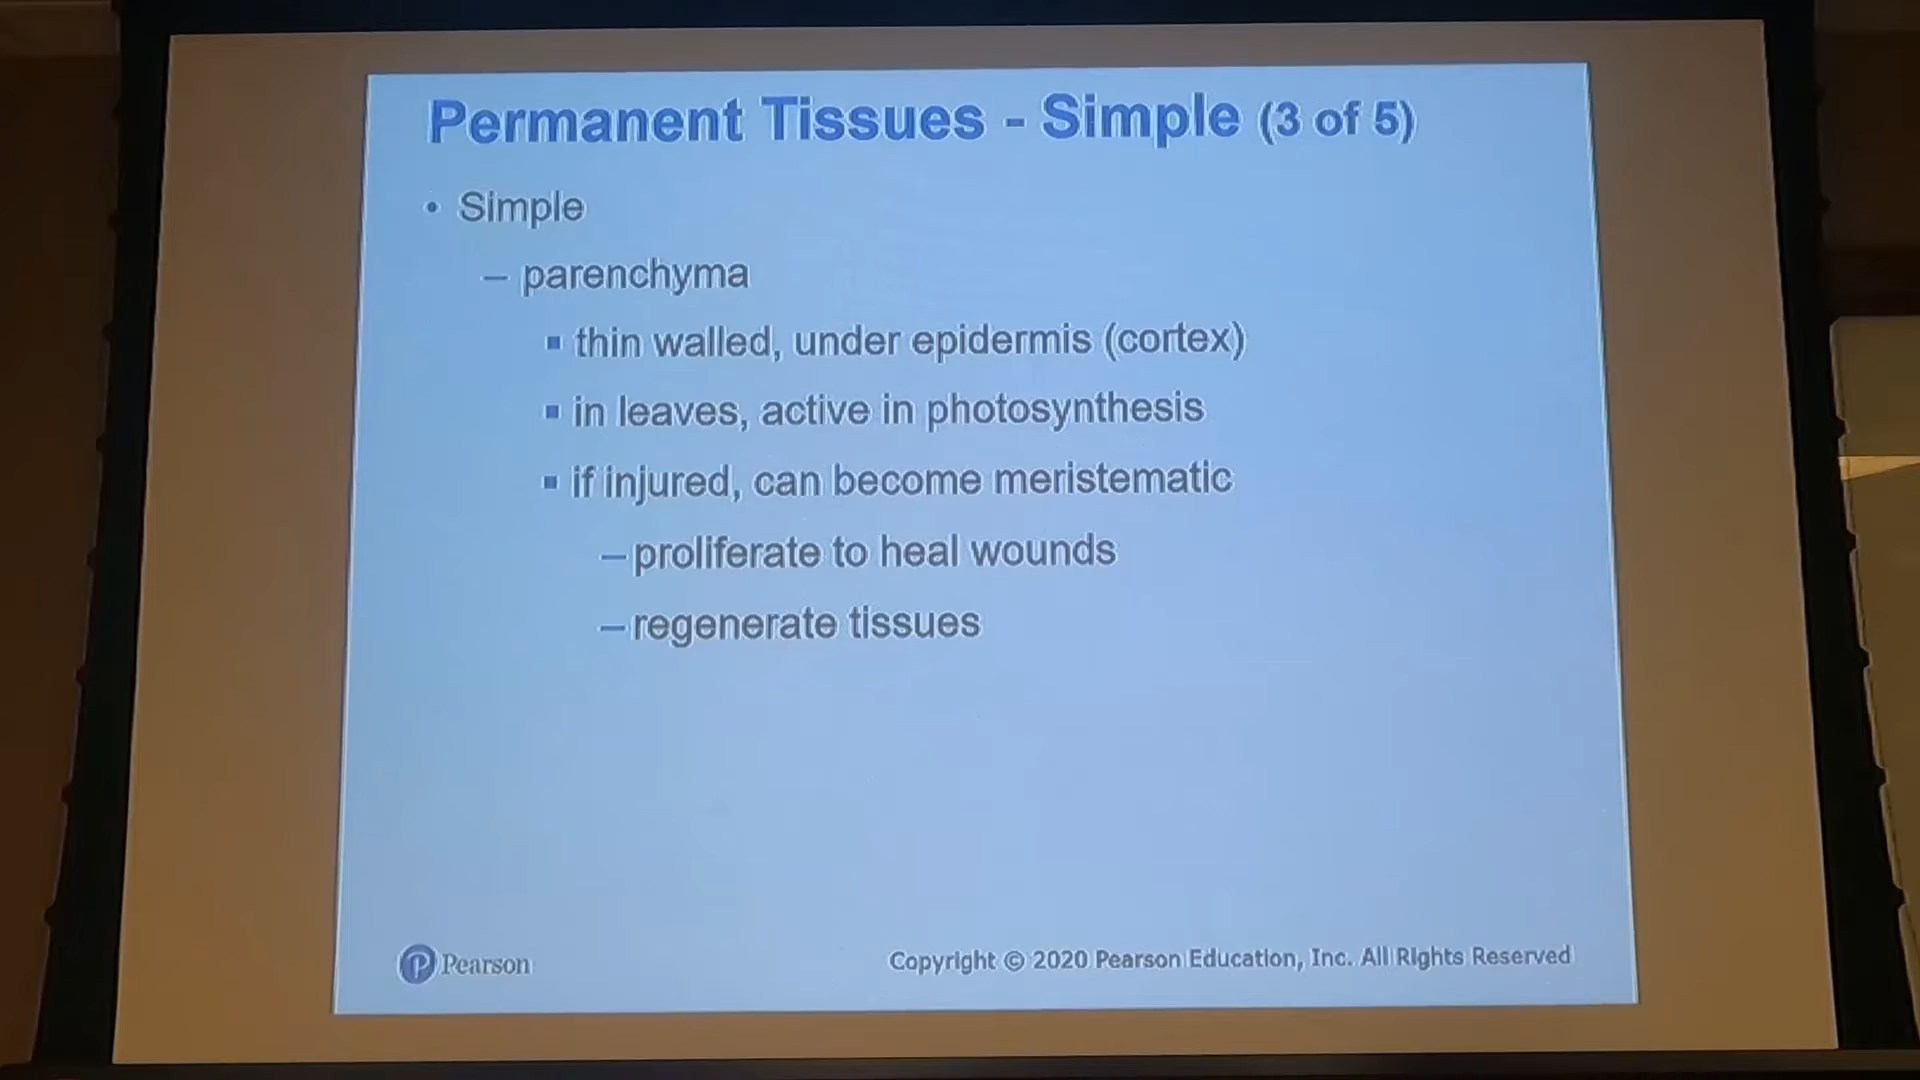 Permanent Tissues - Simple (3 of 5)
• Simple
– parenchyma
▪ thin walled, under epidermis (cortex)
▪ in leaves, active in photosynthesis
▪ if injured, can become meristematic
– proliferate to heal wounds
– regenerate tissues
Pearson
Copyright © 2020 Pearson Education, Inc. All Rights Reserved